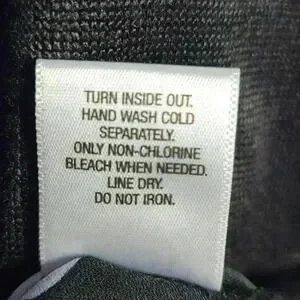 TURN INSIDE OUT.
HAND WASH COLD
SEPARATELY.
ONLY NON-CHLORINE
BLEACH WHEN NEEDED.
LINE DRY.
DO NOT IRON.